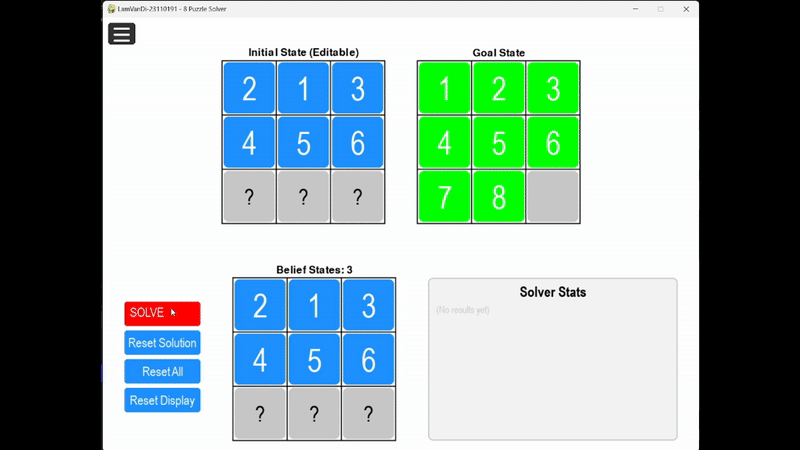 LamVanDi-23110191 - 8 Puzzle Solver
Initial State (Editable)
Goal State
2 1 3
4 5 6
? ? ?
1 2 3
4 5 6
7 8
Belief States: 3
2 1 3
4 5 6
? ? ?
SOLVE
Reset Solution
Reset All
Reset Display
Solver Stats
(No results yet)